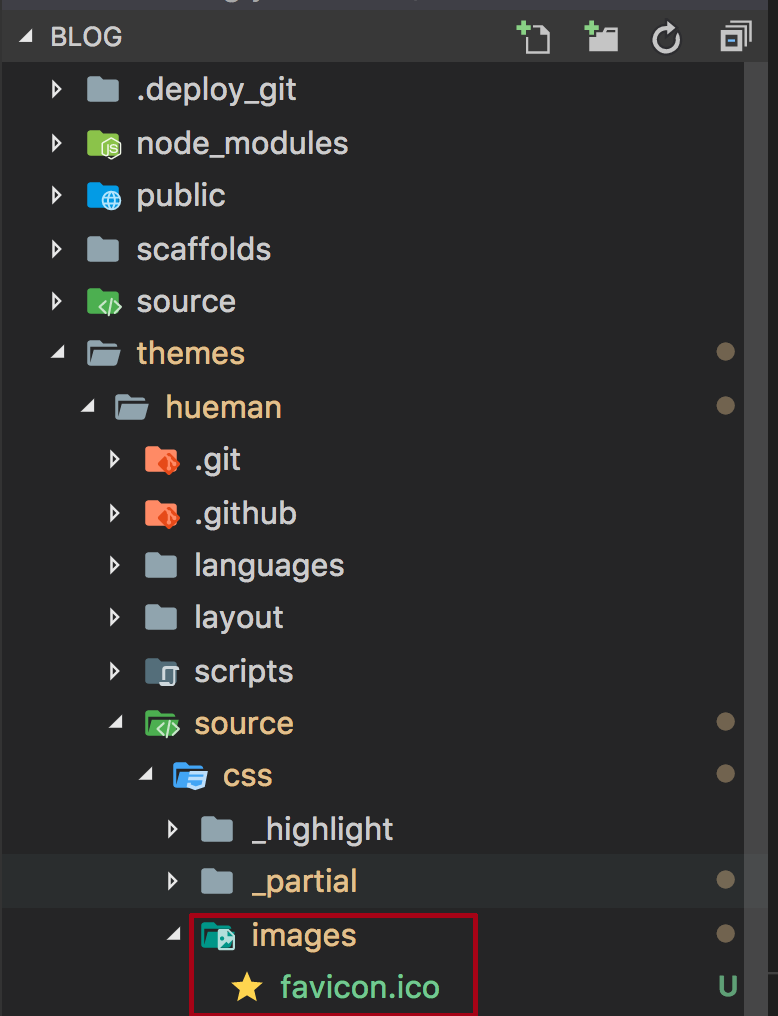 BLOG
.deploy_git
node_modules
public
scaffolds
source
themes
hueman
.git
.github
languages
layout
scripts
source
css
_highlight
_partial
images
favicon.ico U